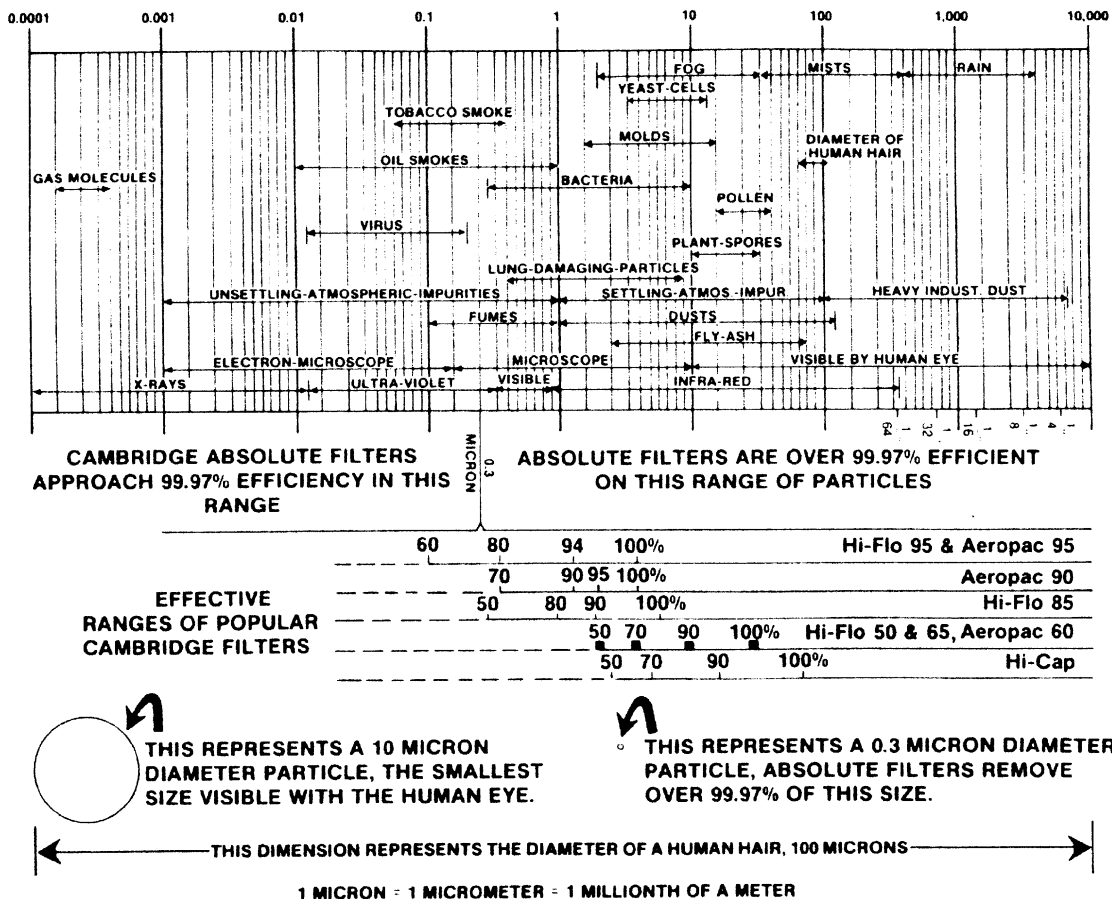 0.0001 0.001 0.01 0.1 1 10 100 1,000 10,000
FOG MISTS RAIN
YEAST-CELLS
TOBACCO SMOKE
MOLDS DIAMETER OF
HUMAN HAIR
OIL SMOKES
GAS MOLECULES BACTERIA
POLLEN
VIRUS
PLANT-SPORES
LUNG-DAMAGING-PARTICLES
UNSETTLING-ATMOSPHERIC-IMPURITIES SETTLING-ATMOS.-IMPUR HEAVY INDUST. DUST
FUMES DUSTS
FLY-ASH
ELECTRON-MICROSCOPE MICROSCOPE VISIBLE BY HUMAN EYE
X-RAYS ULTRA-VIOLET VISIBLE INFRA-RED
1 64 1 32 1 16 1 8 1 4
0.3
MICRON
CAMBRIDGE ABSOLUTE FILTERS
APPROACH 99.97% EFFICIENCY IN THIS
RANGE
ABSOLUTE FILTERS ARE OVER 99.97% EFFICIENT
ON THIS RANGE OF PARTICLES
60 80 94 100% Hi-Flo 95 & Aeropac 95
70 90 95 100% Aeropac 90
50 80 90 100% Hi-Flo 85
50 70 90 100% Hi-Flo 50 & 65, Aeropac 60
50 70 90 100% Hi-Cap
EFFECTIVE
RANGES OF POPULAR
CAMBRIDGE FILTERS
THIS REPRESENTS A 10 MICRON
DIAMETER PARTICLE, THE SMALLEST
SIZE VISIBLE WITH THE HUMAN EYE.
THIS REPRESENTS A 0.3 MICRON DIAMETER
PARTICLE, ABSOLUTE FILTERS REMOVE
OVER 99.97% OF THIS SIZE.
THIS DIMENSION REPRESENTS THE DIAMETER OF A HUMAN HAIR, 100 MICRONS
1 MICRON = 1 MICROMETER = 1 MILLIONTH OF A METER